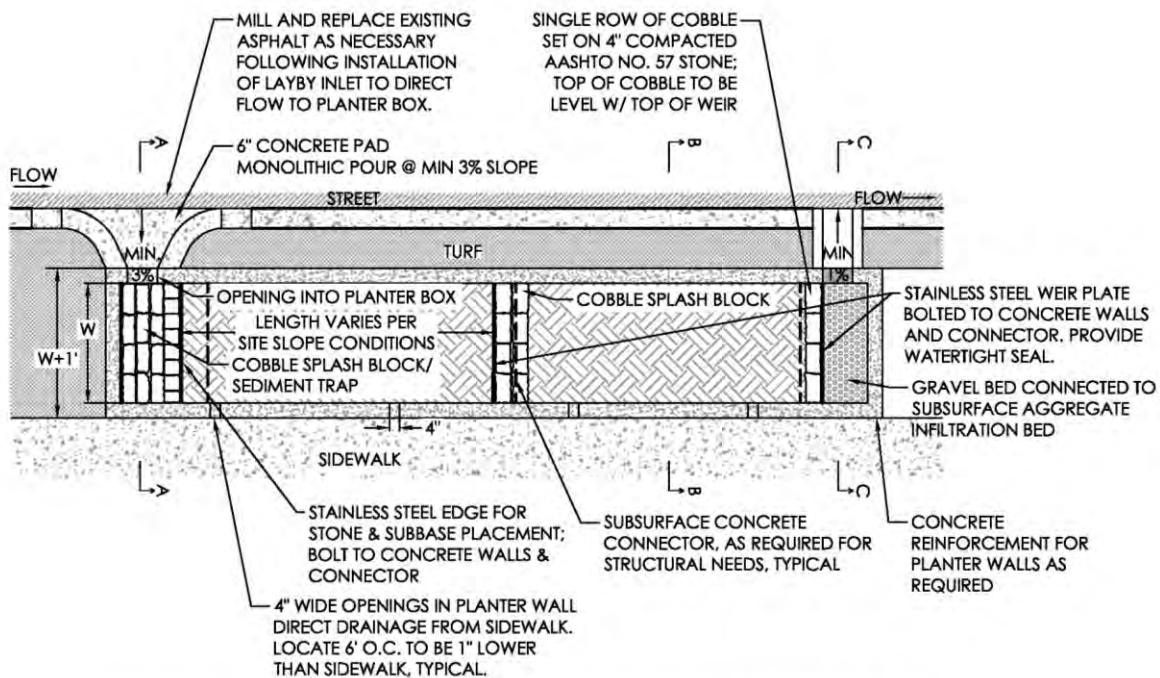 MILL AND REPLACE EXISTING
ASPHALT AS NECESSARY
FOLLOWING INSTALLATION
OF LAYBY INLET TO DIRECT
FLOW TO PLANTER BOX.
SINGLE ROW OF COBBLE
SET ON 4" COMPACTED
AASHTO NO. 57 STONE;
TOP OF COBBLE TO BE
LEVEL W/ TOP OF WEIR
A
B
C
6" CONCRETE PAD
MONOLITHIC POUR @ MIN 3% SLOPE
FLOW
STREET
FLOW
MIN.
3%
TURF
MIN
1%
OPENING INTO PLANTER BOX
COBBLE SPLASH BLOCK
W
W+1'
LENGTH VARIES PER
SITE SLOPE CONDITIONS
COBBLE SPLASH BLOCK/
SEDIMENT TRAP
STAINLESS STEEL WEIR PLATE
BOLTED TO CONCRETE WALLS
AND CONNECTOR. PROVIDE
WATERTIGHT SEAL.
GRAVEL BED CONNECTED TO
SUBSURFACE AGGREGATE
INFILTRATION BED
4"
SIDEWALK
A
B
C
STAINLESS STEEL EDGE FOR
STONE & SUBBASE PLACEMENT;
BOLT TO CONCRETE WALLS &
CONNECTOR
SUBSURFACE CONCRETE
CONNECTOR, AS REQUIRED FOR
STRUCTURAL NEEDS, TYPICAL
CONCRETE
REINFORCEMENT FOR
PLANTER WALLS AS
REQUIRED
4" WIDE OPENINGS IN PLANTER WALL
DIRECT DRAINAGE FROM SIDEWALK.
LOCATE 6' O.C. TO BE 1" LOWER
THAN SIDEWALK, TYPICAL.